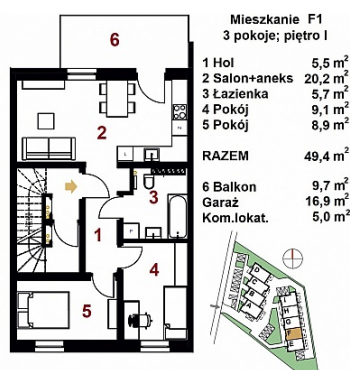 Mieszkanie F1
3 pokoje; piętro I
1 Hol 5,5 m²
2 Salon+aneks 20,2 m²
3 Łazienka 5,7 m²
4 Pokój 9,1 m²
5 Pokój 8,9 m²
RAZEM 49,4 m²
6 Balkon 9,7 m²
Garaż 16,9 m²
Kom.lokat. 5,0 m²
6
2
3
1
4
5
D
C
B
A
H
G
F
E